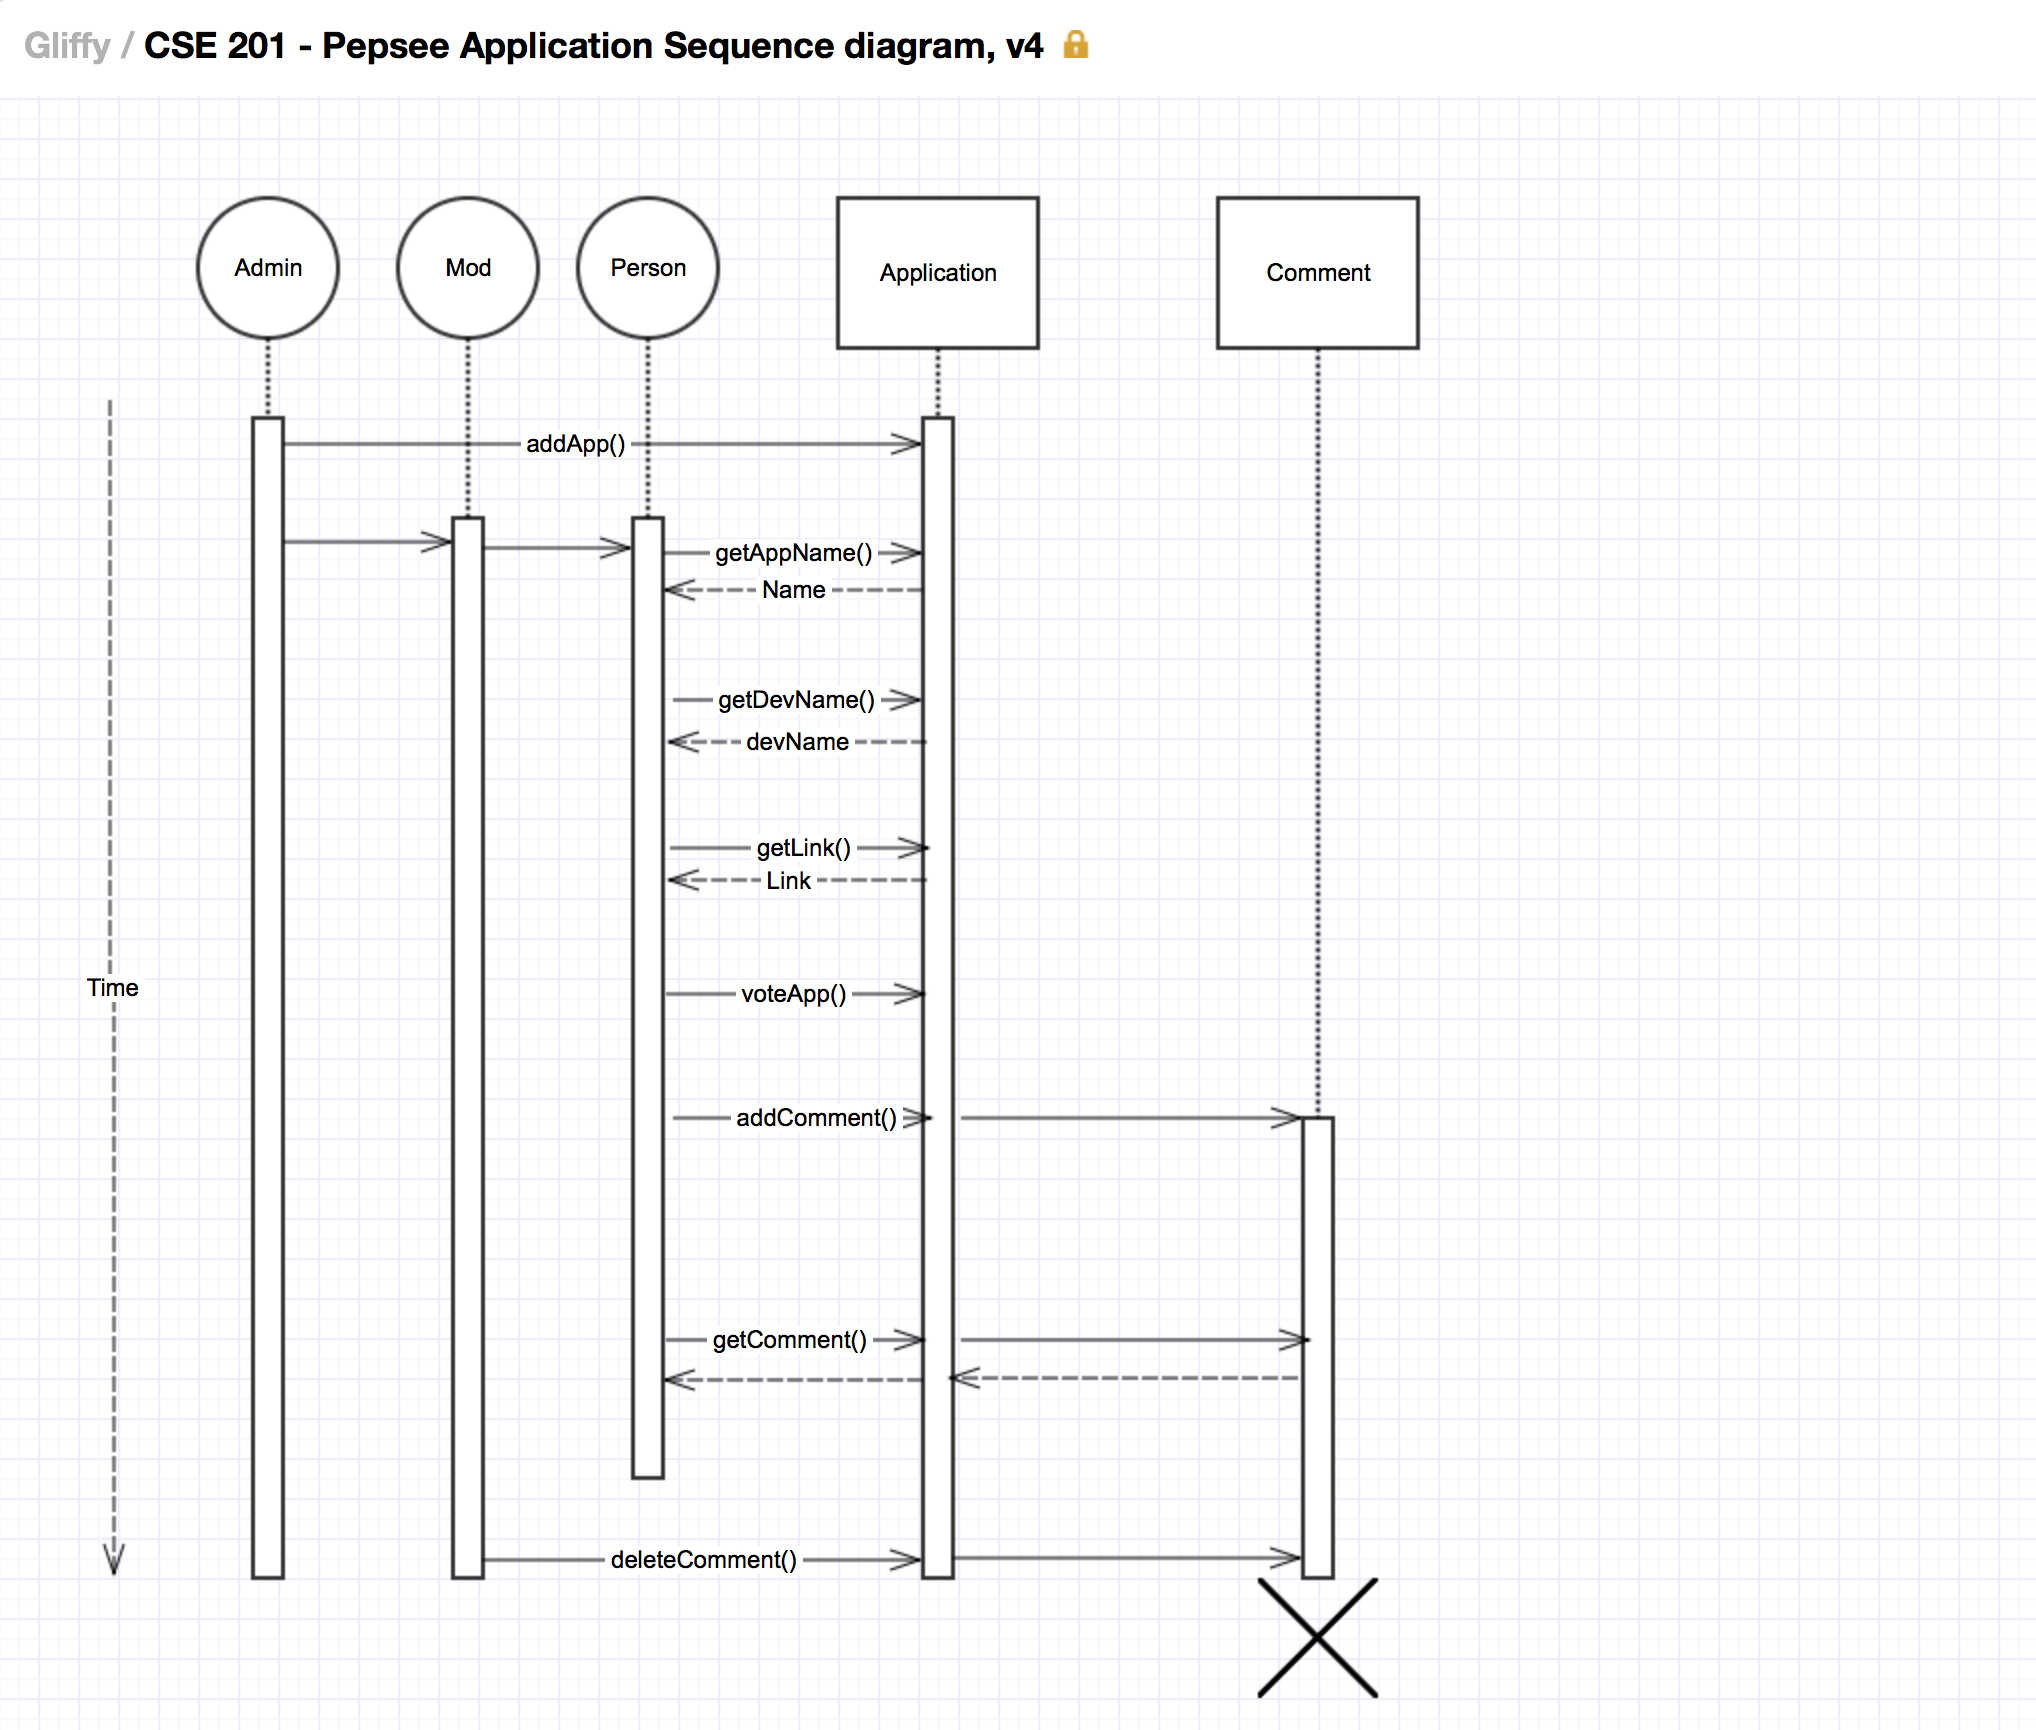 Gliffy / CSE 201 - Pepsee Application Sequence diagram, v4
Admin
Mod
Person
Application
Comment
addApp()
getAppName()
Name
getDevName()
devName
getLink()
Link
Time
voteApp()
addComment()
getComment()
deleteComment()